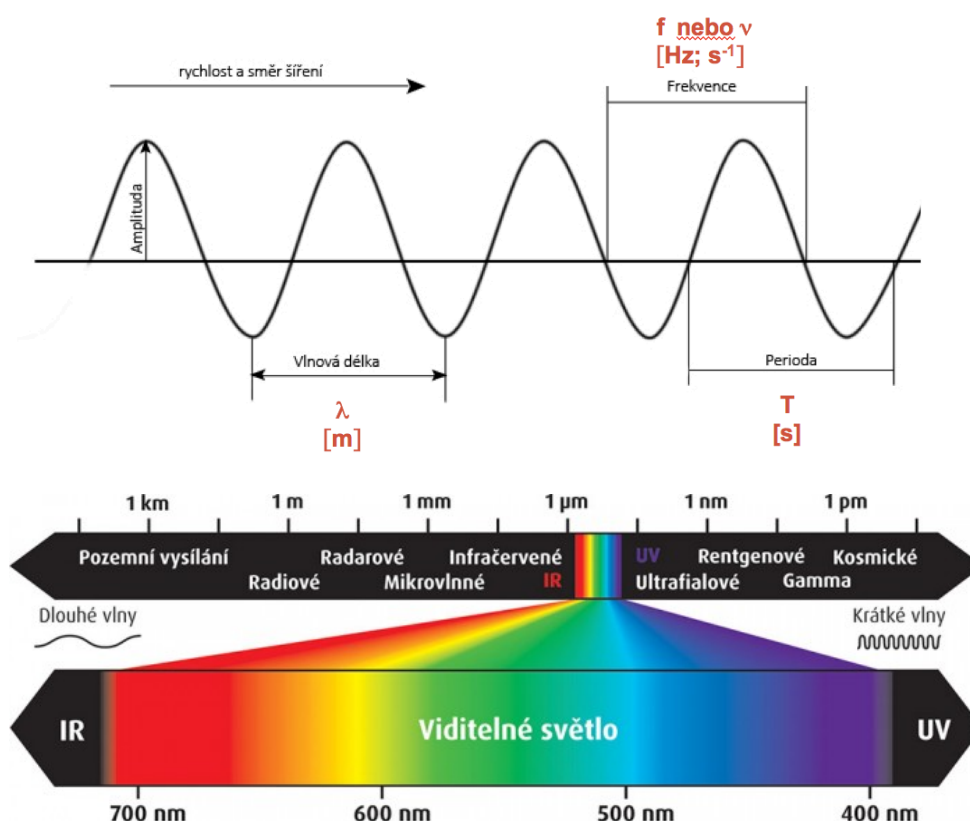 f nebo ν
[Hz; s⁻¹]
rychlost a směr šíření
Frekvence
Amplituda
Vlnová délka
Perioda
λ
[m]
T
[s]
1 km 1 m 1 mm 1 µm 1 nm 1 pm
Pozemní vysílání Radarové Infračervené UV Rentgenové Kosmické
Radiové Mikrovlnné IR Ultrafialové Gamma
Dlouhé vlny Krátké vlny
IR Viditelné světlo UV
700 nm 600 nm 500 nm 400 nm